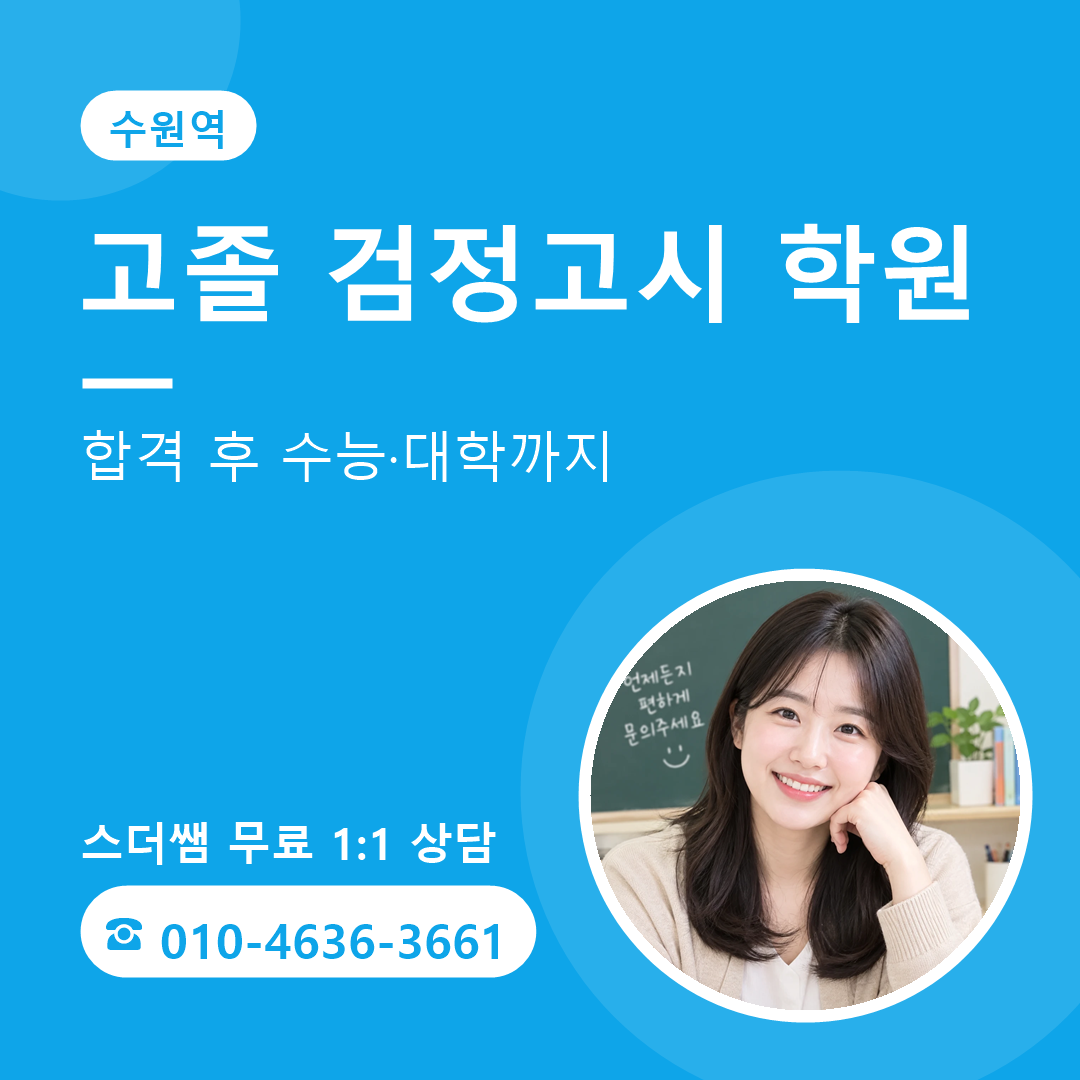 수원역
고졸 검정고시 학원
합격 후 수능·대학까지
언제든지
편하게
문의주세요
스더쌤 무료 1:1 상담
☎ 010-4636-3661